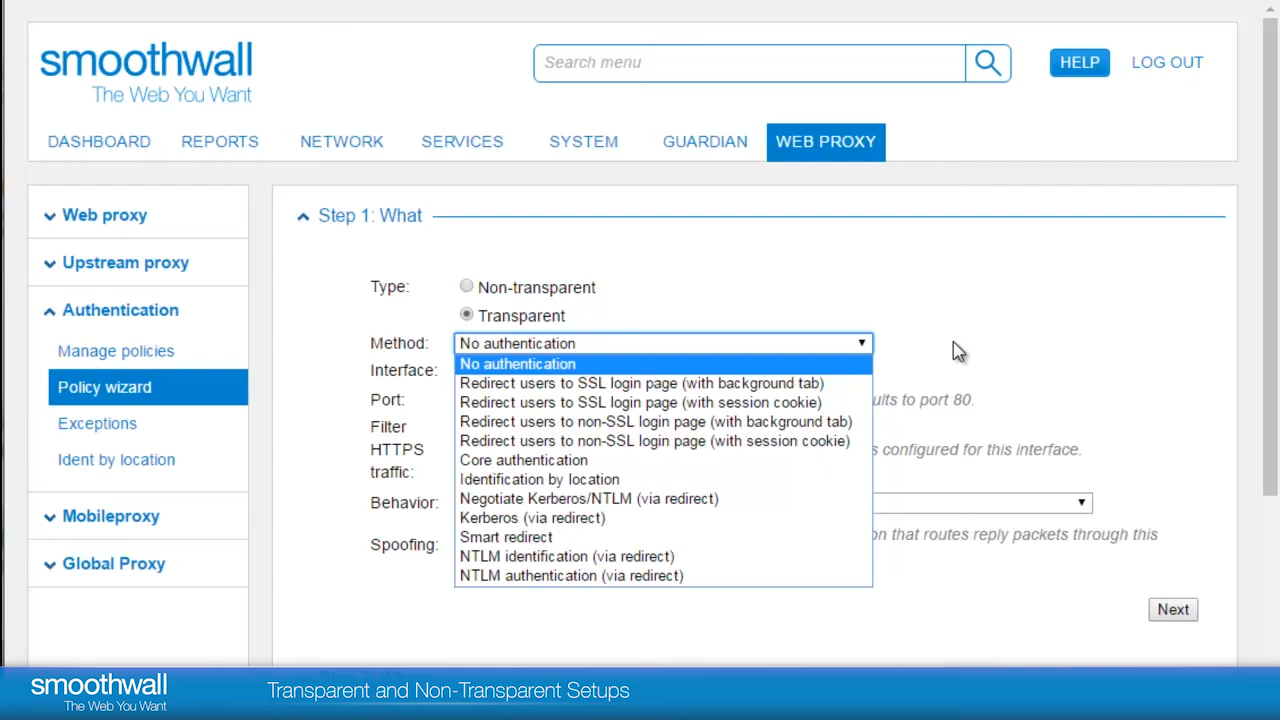 smoothwall
The Web You Want
Search menu
HELP
LOG OUT
DASHBOARD
REPORTS
NETWORK
SERVICES
SYSTEM
GUARDIAN
WEB PROXY
Web proxy
Upstream proxy
Authentication
Manage policies
Policy wizard
Exceptions
Ident by location
Mobileproxy
Global Proxy
Step 1: What
Type:
Non-transparent
Transparent
Method:
No authentication
No authentication
Redirect users to SSL login page (with background tab)
Redirect users to SSL login page (with session cookie)
Redirect users to non-SSL login page (with background tab)
Redirect users to non-SSL login page (with session cookie)
Core authentication
Identification by location
Negotiate Kerberos/NTLM (via redirect)
Kerberos (via redirect)
Smart redirect
NTLM identification (via redirect)
NTLM authentication (via redirect)
Interface:
Port:
to port 80.
Filter
HTTPS
traffic:
configured for this interface.
Behavior:
Spoofing:
that routes reply packets through this
Next
smoothwall
The Web You Want
Transparent and Non-Transparent Setups